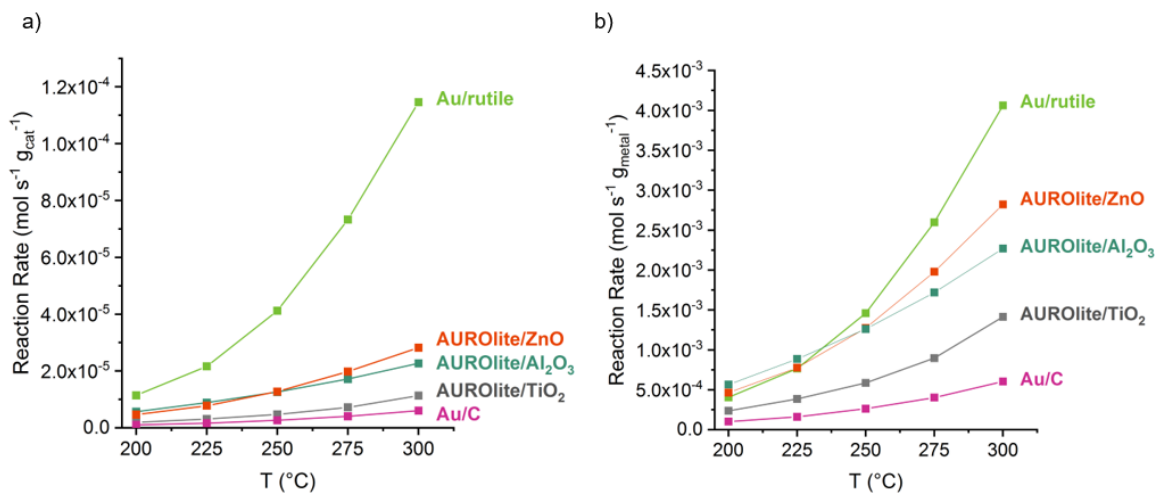 a)
Reaction Rate (mol s⁻¹ g_cat⁻¹)
1.2x10⁻⁴
1.0x10⁻⁴
8.0x10⁻⁵
6.0x10⁻⁵
4.0x10⁻⁵
2.0x10⁻⁵
0.0
Au/rutile
AUROlite/ZnO
AUROlite/Al₂O₃
AUROlite/TiO₂
Au/C
200 225 250 275 300
T (°C)
b)
Reaction Rate (mol s⁻¹ g_metal⁻¹)
4.5x10⁻³
4.0x10⁻³
3.5x10⁻³
3.0x10⁻³
2.5x10⁻³
2.0x10⁻³
1.5x10⁻³
1.0x10⁻³
5.0x10⁻⁴
0.0
Au/rutile
AUROlite/ZnO
AUROlite/Al₂O₃
AUROlite/TiO₂
Au/C
200 225 250 275 300
T (°C)